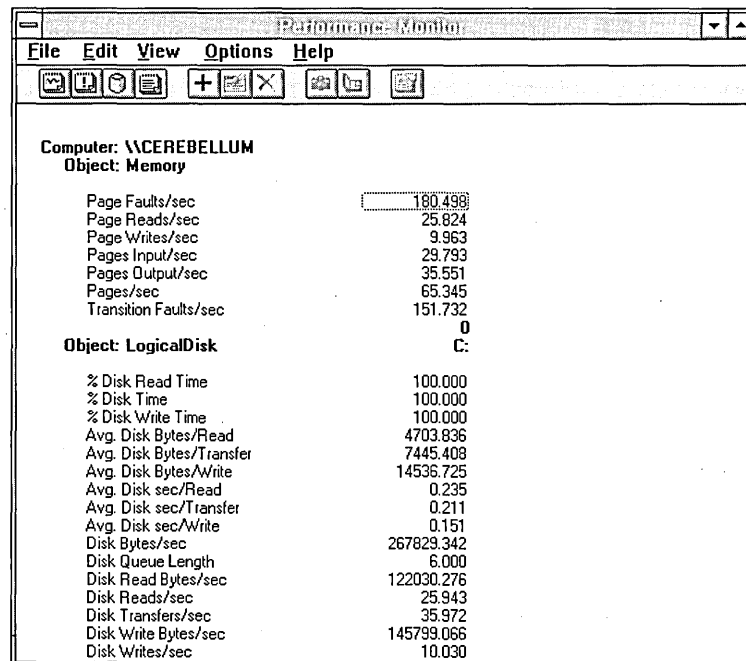 Performance Monitor
File Edit View Options Help
Computer: \\CEREBELLUM
Object: Memory
Page Faults/sec 180.498
Page Reads/sec 25.824
Page Writes/sec 9.963
Pages Input/sec 29.793
Pages Output/sec 35.551
Pages/sec 65.345
Transition Faults/sec 151.732
0
Object: LogicalDisk C:
% Disk Read Time 100.000
% Disk Time 100.000
% Disk Write Time 100.000
Avg. Disk Bytes/Read 4703.836
Avg. Disk Bytes/Transfer 7445.408
Avg. Disk Bytes/Write 14536.725
Avg. Disk sec/Read 0.235
Avg. Disk sec/Transfer 0.211
Avg. Disk sec/Write 0.151
Disk Bytes/sec 267829.342
Disk Queue Length 6.000
Disk Read Bytes/sec 122030.276
Disk Reads/sec 25.943
Disk Transfers/sec 35.972
Disk Write Bytes/sec 145799.066
Disk Writes/sec 10.030